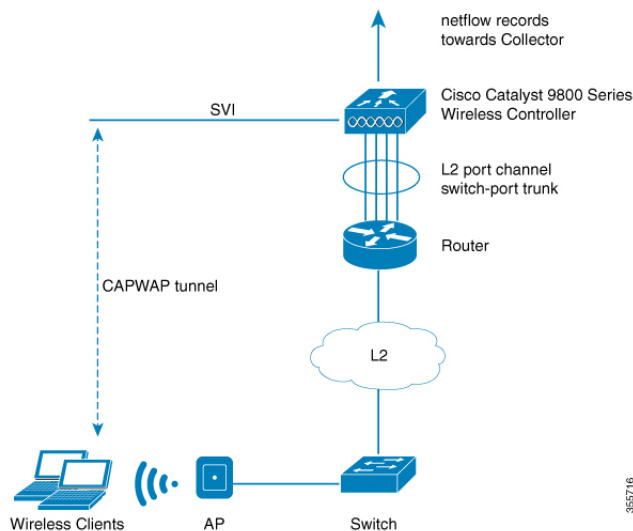 netflow records
towards Collector
SVI
Cisco Catalyst 9800 Series
Wireless Controller
L2 port channel
switch-port trunk
Router
CAPWAP tunnel
L2
Wireless Clients
AP
Switch
355716